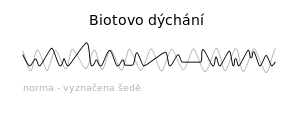 Biotovo dýchání
norma - vyznačena šedě